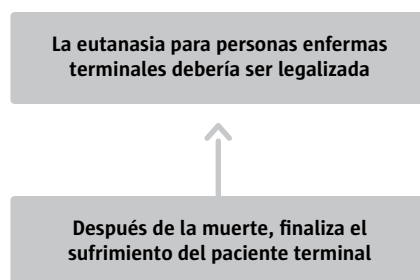 La eutanasia para personas enfermas
terminales debería ser legalizada
Después de la muerte, finaliza el
sufrimiento del paciente terminal